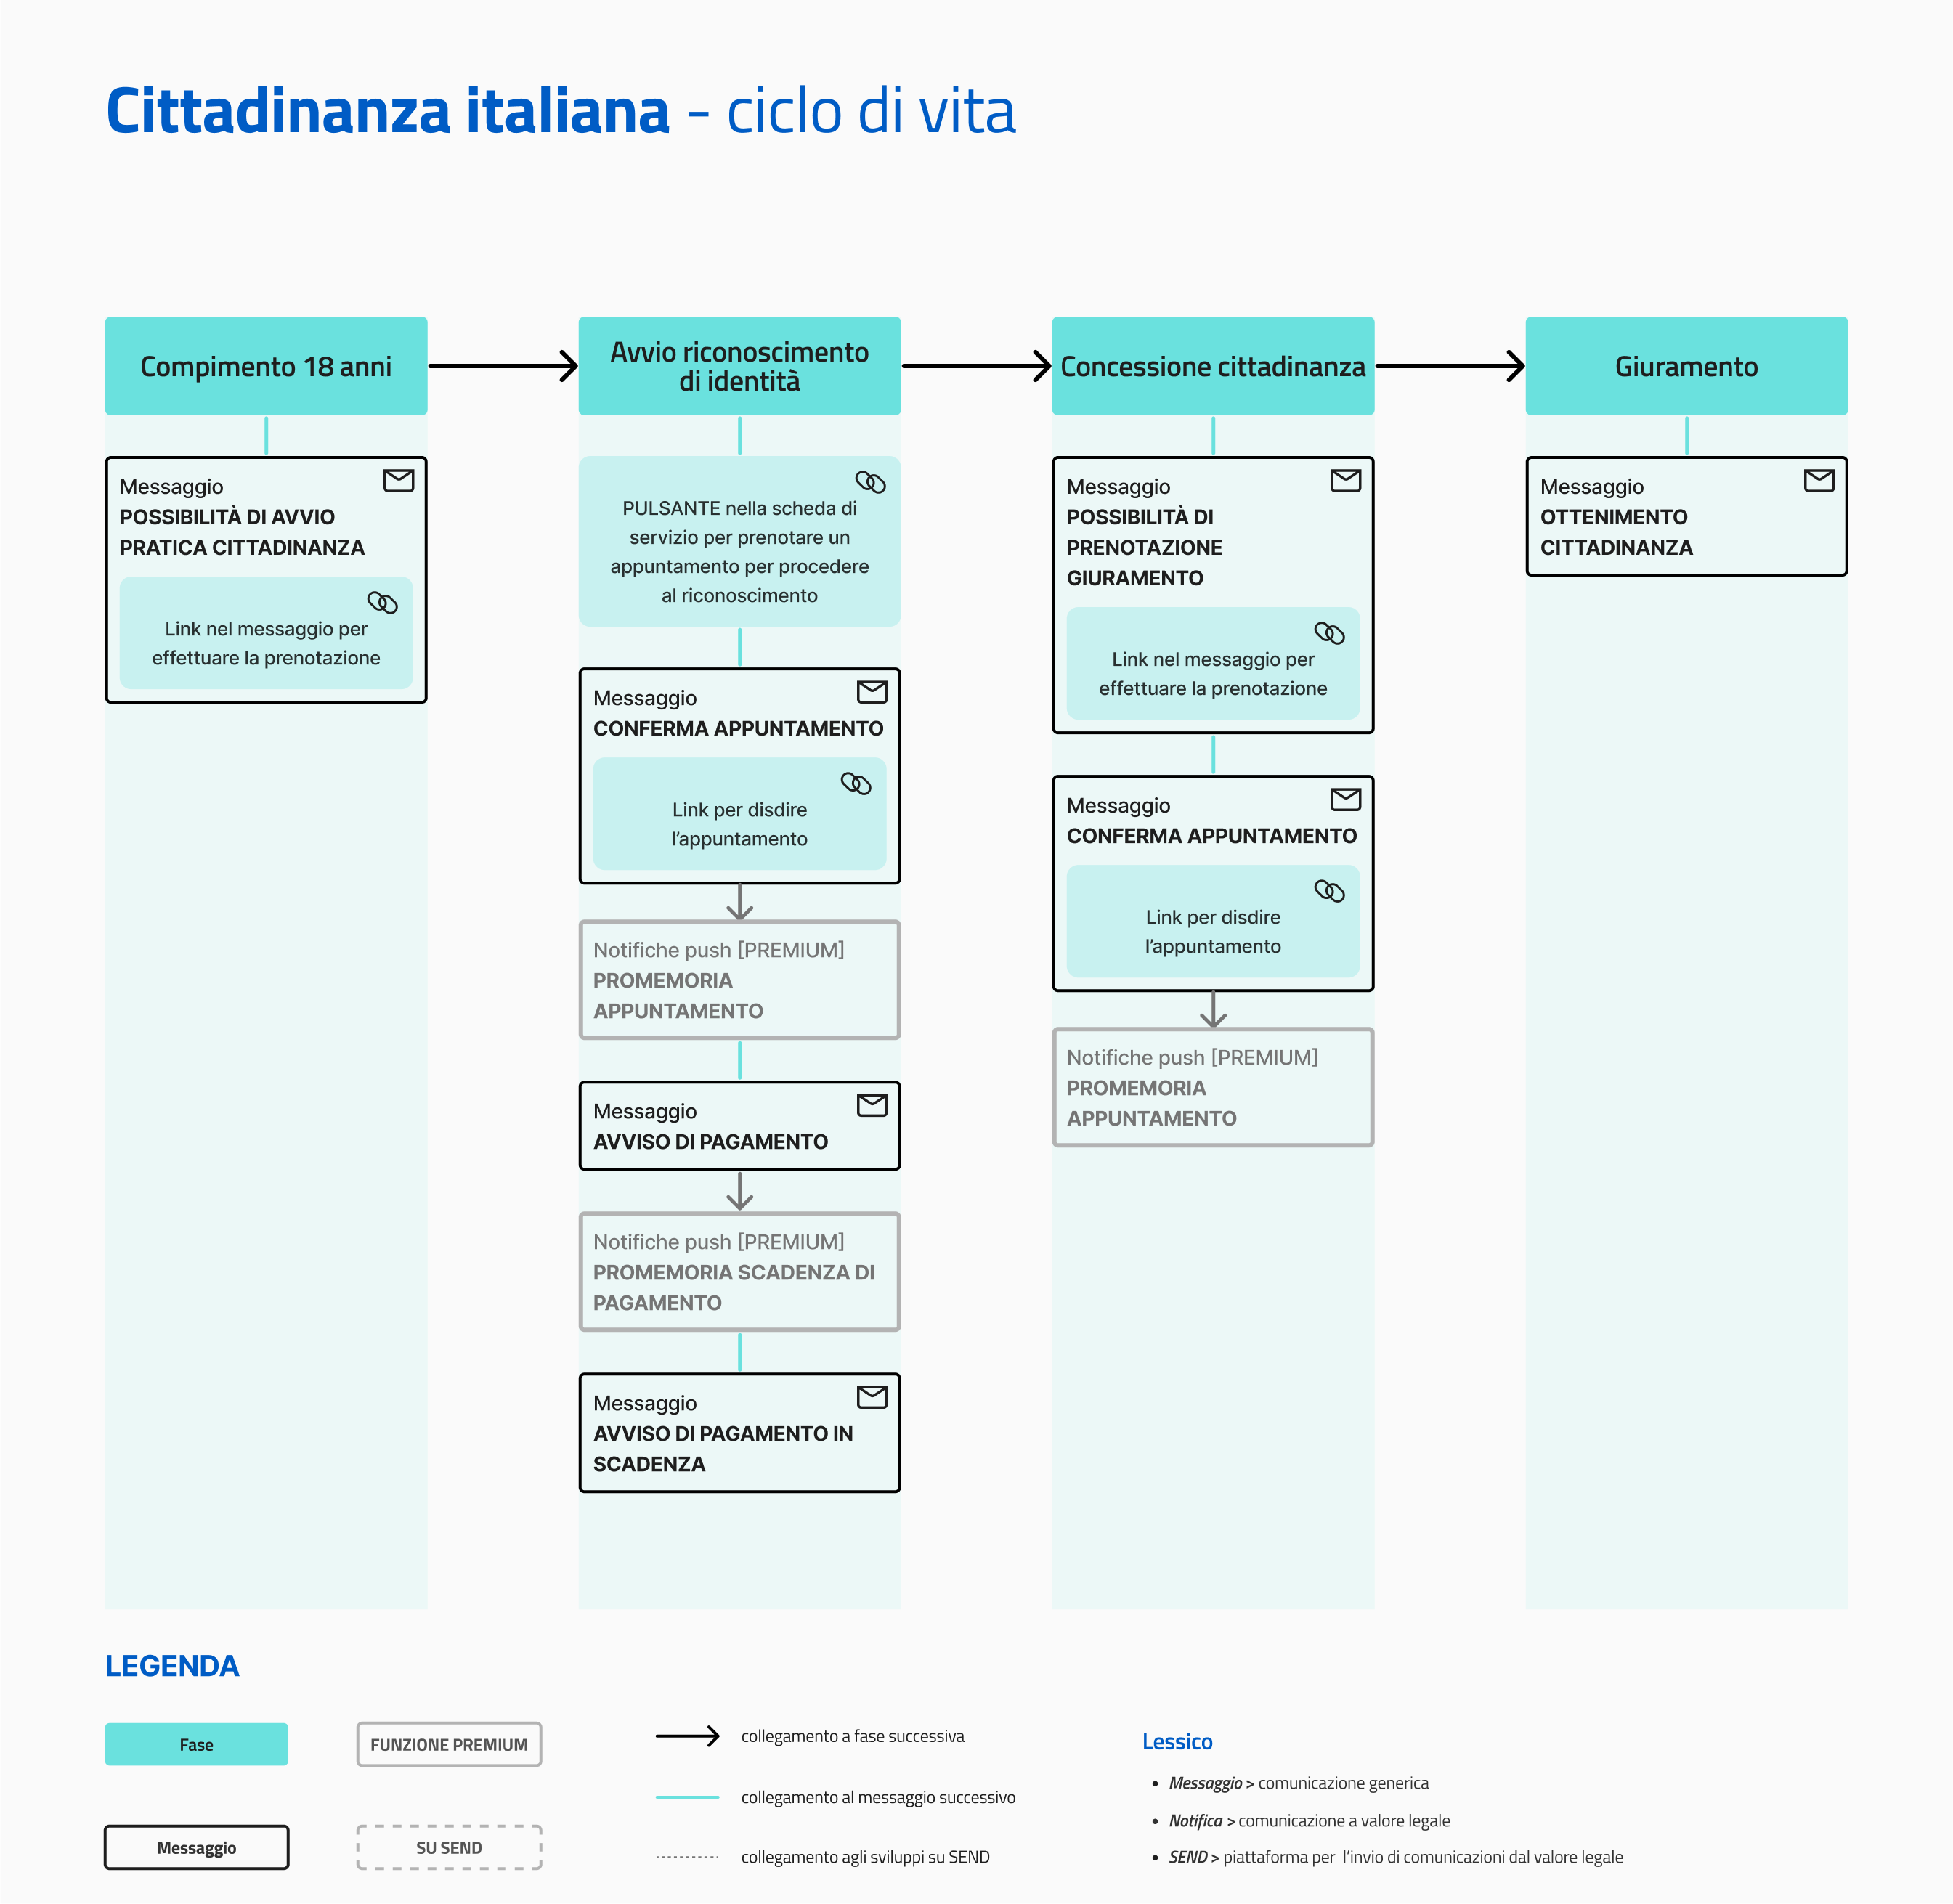 Cittadinanza italiana - ciclo di vita
Compimento 18 anni
Messaggio
POSSIBILITÀ DI AVVIO
PRATICA CITTADINANZA
Link nel messaggio per
effettuare la prenotazione
Avvio riconoscimento
di identità
PULSANTE nella scheda di
servizio per prenotare un
appuntamento per procedere
al riconoscimento
Messaggio
CONFERMA APPUNTAMENTO
Link per disdire
l’appuntamento
Notifiche push [PREMIUM]
PROMEMORIA
APPUNTAMENTO
Messaggio
AVVISO DI PAGAMENTO
Notifiche push [PREMIUM]
PROMEMORIA SCADENZA DI
PAGAMENTO
Messaggio
AVVISO DI PAGAMENTO IN
SCADENZA
Concessione cittadinanza
Messaggio
POSSIBILITÀ DI
PRENOTAZIONE
GIURAMENTO
Link nel messaggio per
effettuare la prenotazione
Messaggio
CONFERMA APPUNTAMENTO
Link per disdire
l’appuntamento
Notifiche push [PREMIUM]
PROMEMORIA
APPUNTAMENTO
Giuramento
Messaggio
OTTENIMENTO
CITTADINANZA
LEGENDA
Fase
Messaggio
FUNZIONE PREMIUM
SU SEND
collegamento a fase successiva
collegamento al messaggio successivo
collegamento agli sviluppi su SEND
Lessico
• Messaggio > comunicazione generica
• Notifica > comunicazione a valore legale
• SEND > piattaforma per l’invio di comunicazioni dal valore legale